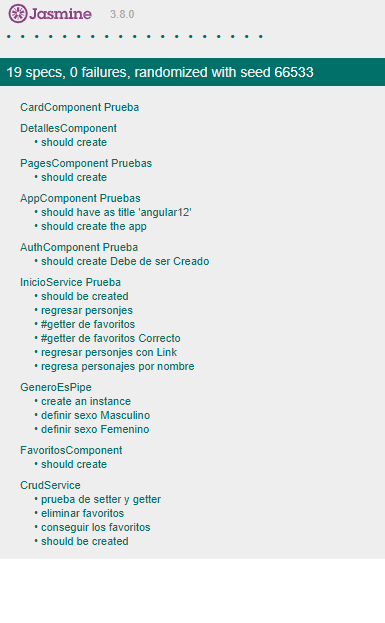 Jasmine 3.8.0
• • • • • • • • • • • • • • • • • • •
19 specs, 0 failures, randomized with seed 66533
CardComponent Prueba
DetallesComponent
• should create
PagesComponent Pruebas
• should create
AppComponent Pruebas
• should have as title 'angular12'
• should create the app
AuthComponent Prueba
• should create Debe de ser Creado
InicioService Prueba
• should be created
• regresar personjes
• #getter de favoritos
• #getter de favoritos Correcto
• regresar personjes con Link
• regresa personajes por nombre
GeneroEsPipe
• create an instance
• definir sexo Masculino
• definir sexo Femenino
FavoritosComponent
• should create
CrudService
• prueba de setter y getter
• eliminar favoritos
• conseguir los favoritos
• should be created